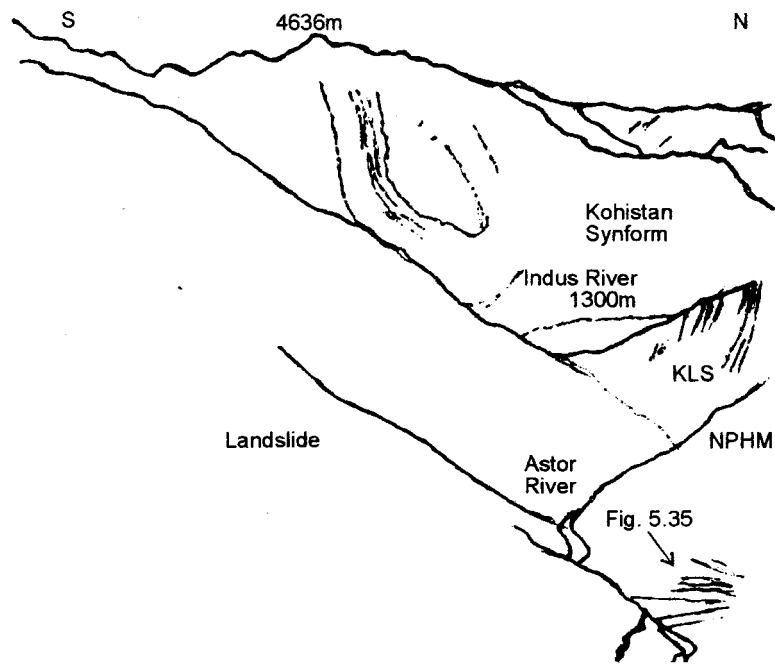 S
4636m
N
Kohistan
Synform
Indus River
1300m
KLS
Landslide
NPHM
Astor
River
Fig. 5.35